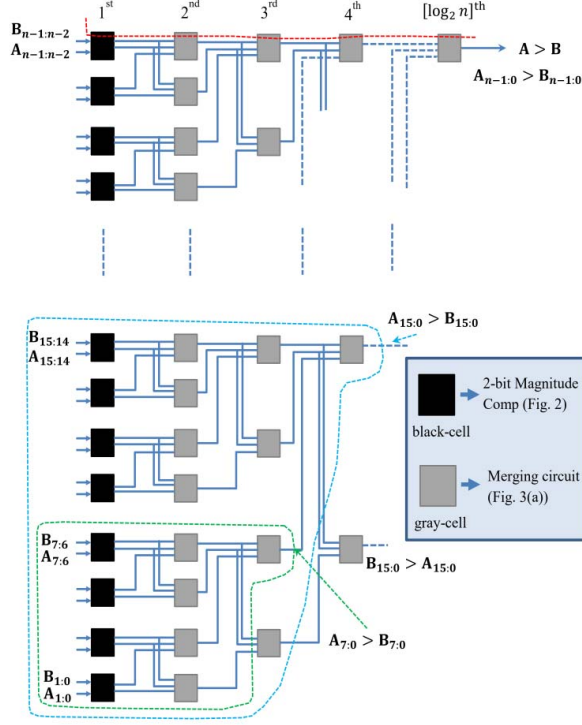 1st 2nd 3rd 4th [log2 n]th
Bn−1:n−2
An−1:n−2
A > B
An−1:0 > Bn−1:0
A15:0 > B15:0
B15:14
A15:14
2-bit Magnitude
Comp (Fig. 2)
black-cell
Merging circuit
(Fig. 3(a))
gray-cell
B7:6
A7:6
B15:0 > A15:0
A7:0 > B7:0
B1:0
A1:0